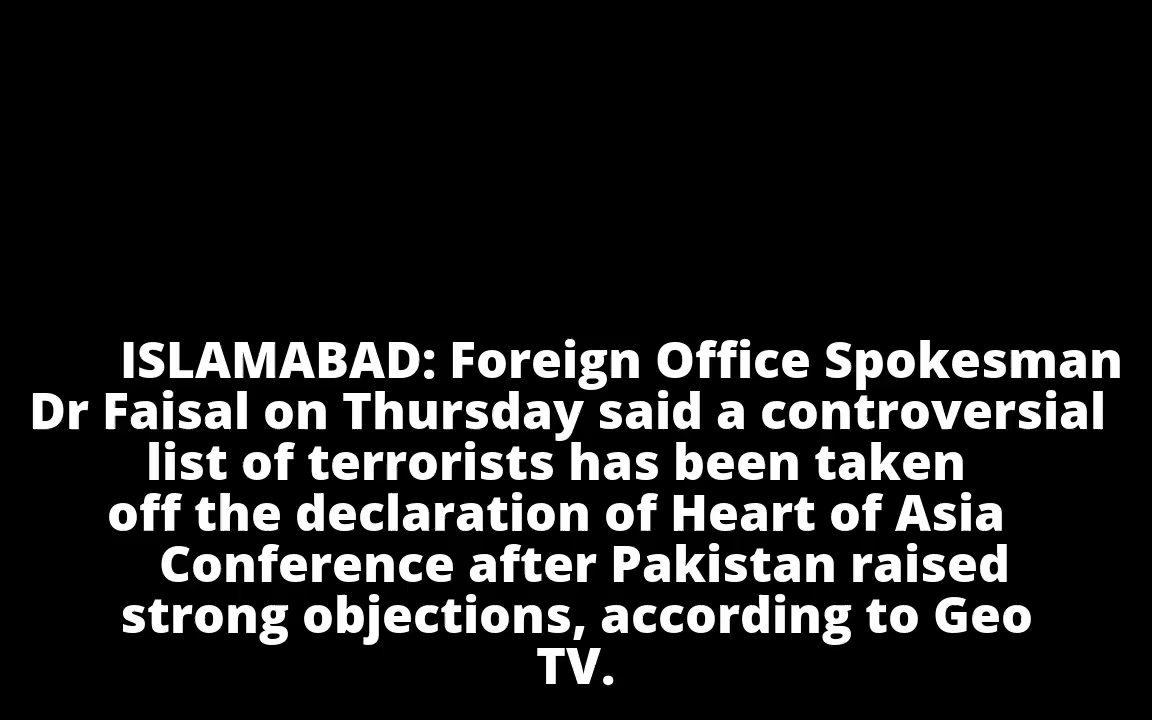 ISLAMABAD: Foreign Office Spokesman
Dr Faisal on Thursday said a controversial
list of terrorists has been taken
off the declaration of Heart of Asia
Conference after Pakistan raised
strong objections, according to Geo
TV.